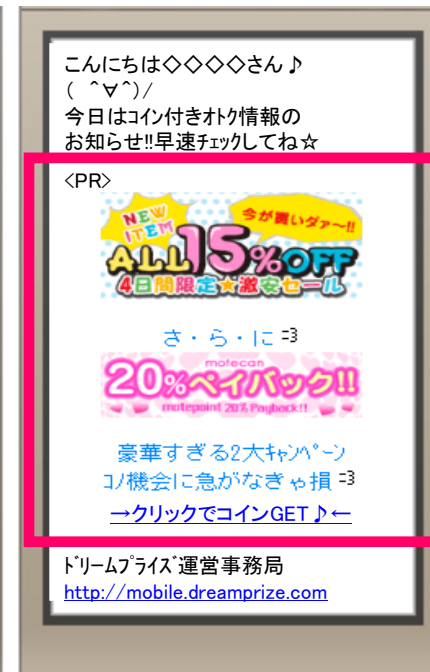 こんにちは◇◇◇◇さん♪
( ^∀^)/
今日はｺｲﾝ付きｵﾄｸ情報の
お知らせ!!早速ﾁｪｯｸしてね☆
<PR>
NEW
ITEM
今が買いダァ〜!!
ALL15%OFF
4日間限定★激安セール
さ・ら・に
motecan
20%ペイバック!!
motepoint 20% Payback!!
豪華すぎる2大ｷｬﾝﾍﾟｰﾝ
ｺﾉ機会に急がなきゃ損
→クリックでコインGET♪←
ﾄﾞﾘｰﾑﾌﾟﾗｲｽﾞ運営事務局
http://mobile.dreamprize.com